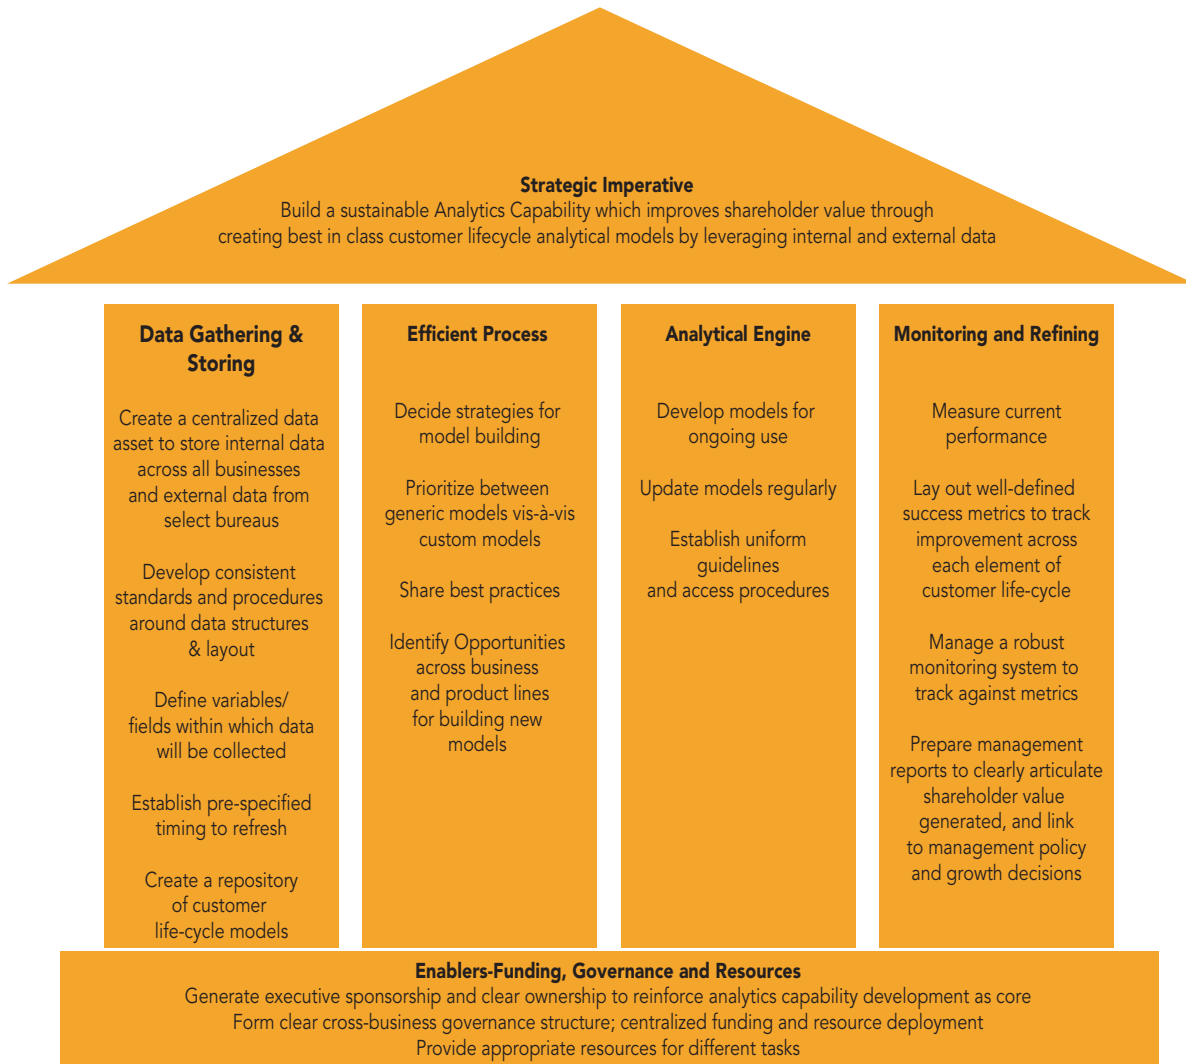 Strategic Imperative
Build a sustainable Analytics Capability which improves shareholder value through
creating best in class customer lifecycle analytical models by leveraging internal and external data
Data Gathering &
Storing
Create a centralized data
asset to store internal data
across all businesses
and external data from
select bureaus
Develop consistent
standards and procedures
around data structures
& layout
Define variables/
fields within which data
will be collected
Establish pre-specified
timing to refresh
Create a repository
of customer
life-cycle models
Efficient Process
Decide strategies for
model building
Prioritize between
generic models vis-à-vis
custom models
Share best practices
Identify Opportunities
across business
and product lines
for building new
models
Analytical Engine
Develop models for
ongoing use
Update models regularly
Establish uniform
guidelines
and access procedures
Monitoring and Refining
Measure current
performance
Lay out well-defined
success metrics to track
improvement across
each element of
customer life-cycle
Manage a robust
monitoring system to
track against metrics
Prepare management
reports to clearly articulate
shareholder value
generated, and link
to management policy
and growth decisions
Enablers-Funding, Governance and Resources
Generate executive sponsorship and clear ownership to reinforce analytics capability development as core
Form clear cross-business governance structure; centralized funding and resource deployment
Provide appropriate resources for different tasks